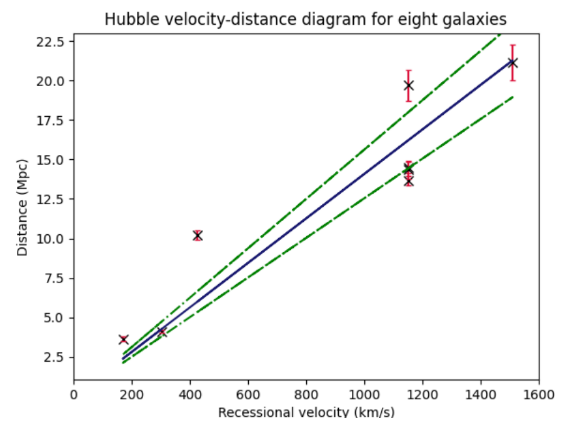 Hubble velocity-distance diagram for eight galaxies
22.5
20.0
17.5
15.0
12.5
10.0
7.5
5.0
2.5
Distance (Mpc)
0 200 400 600 800 1000 1200 1400 1600
Recessional velocity (km/s)